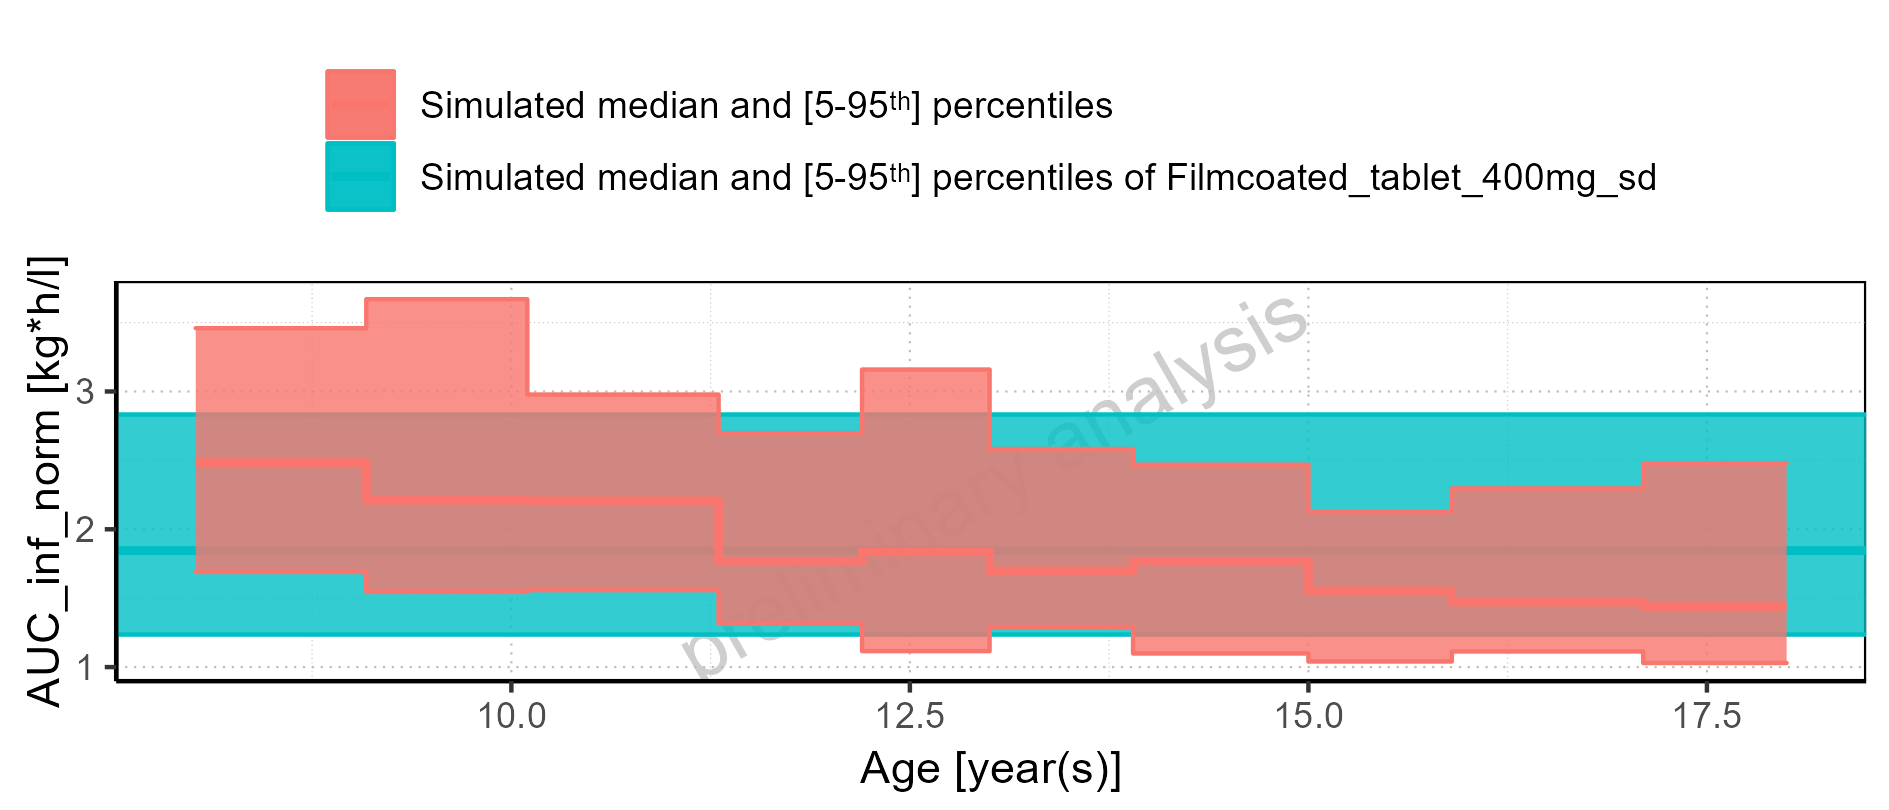 Simulated median and [5-95th] percentiles
Simulated median and [5-95th] percentiles of Filmcoated_tablet_400mg_sd
AUC_inf_norm [kg*h/l]
3
2
1
preliminary analysis
10.0 12.5 15.0 17.5
Age [year(s)]